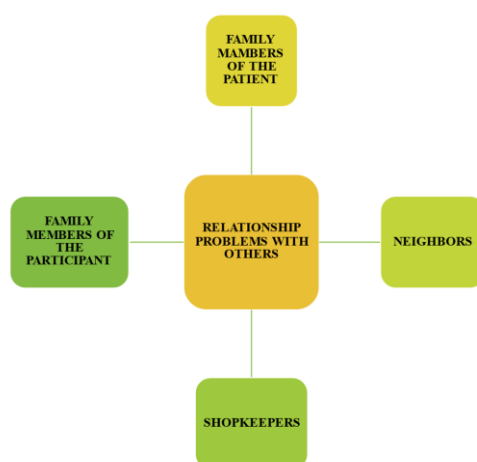 FAMILY
MAMBERS
OF THE
PATIENT
FAMILY
MEMBERS OF
THE
PARTICIPANT
RELATIONSHIP
PROBLEMS WITH
OTHERS
NEIGHBORS
SHOPKEEPERS